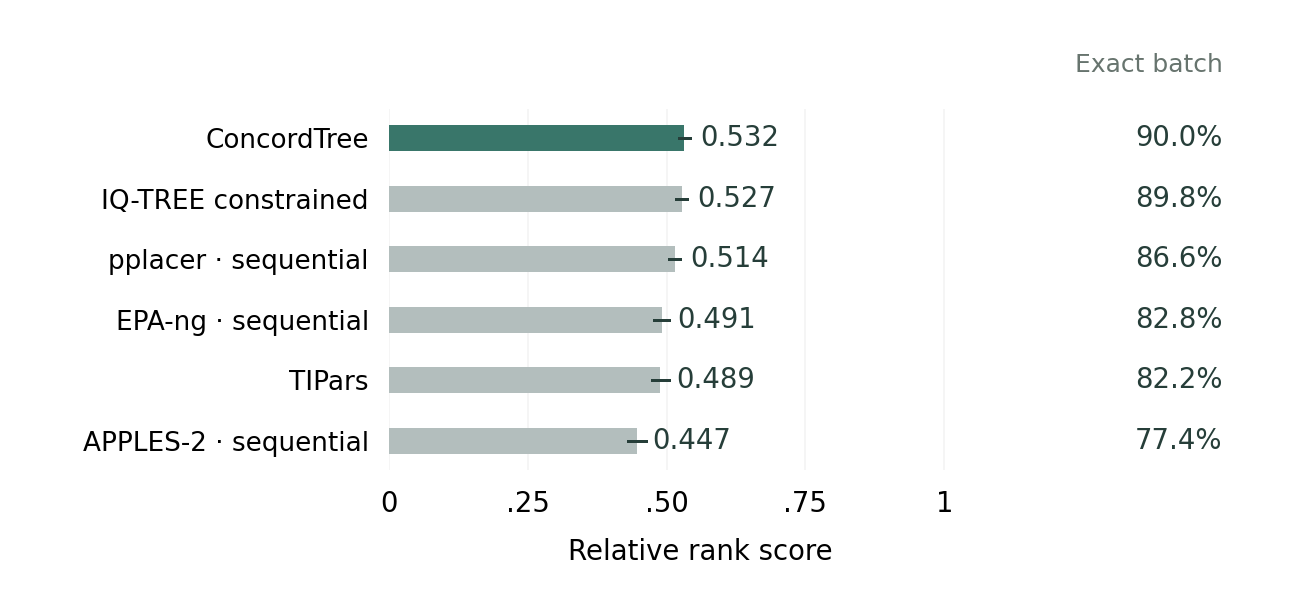 Exact batch
ConcordTree 0.532 90.0%
IQ-TREE constrained 0.527 89.8%
pplacer · sequential 0.514 86.6%
EPA-ng · sequential 0.491 82.8%
TIPars 0.489 82.2%
APPLES-2 · sequential 0.447 77.4%
0 .25 .50 .75 1
Relative rank score